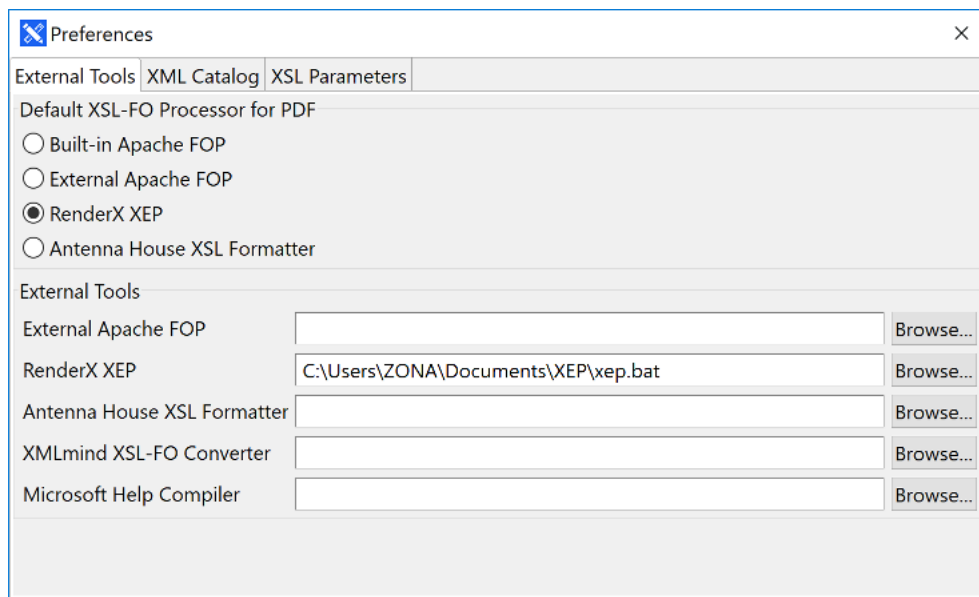 Preferences
External Tools XML Catalog XSL Parameters
Default XSL-FO Processor for PDF
Built-in Apache FOP
External Apache FOP
RenderX XEP
Antenna House XSL Formatter
External Tools
External Apache FOP Browse...
RenderX XEP C:\Users\ZONA\Documents\XEP\xep.bat Browse...
Antenna House XSL Formatter Browse...
XMLmind XSL-FO Converter Browse...
Microsoft Help Compiler Browse...